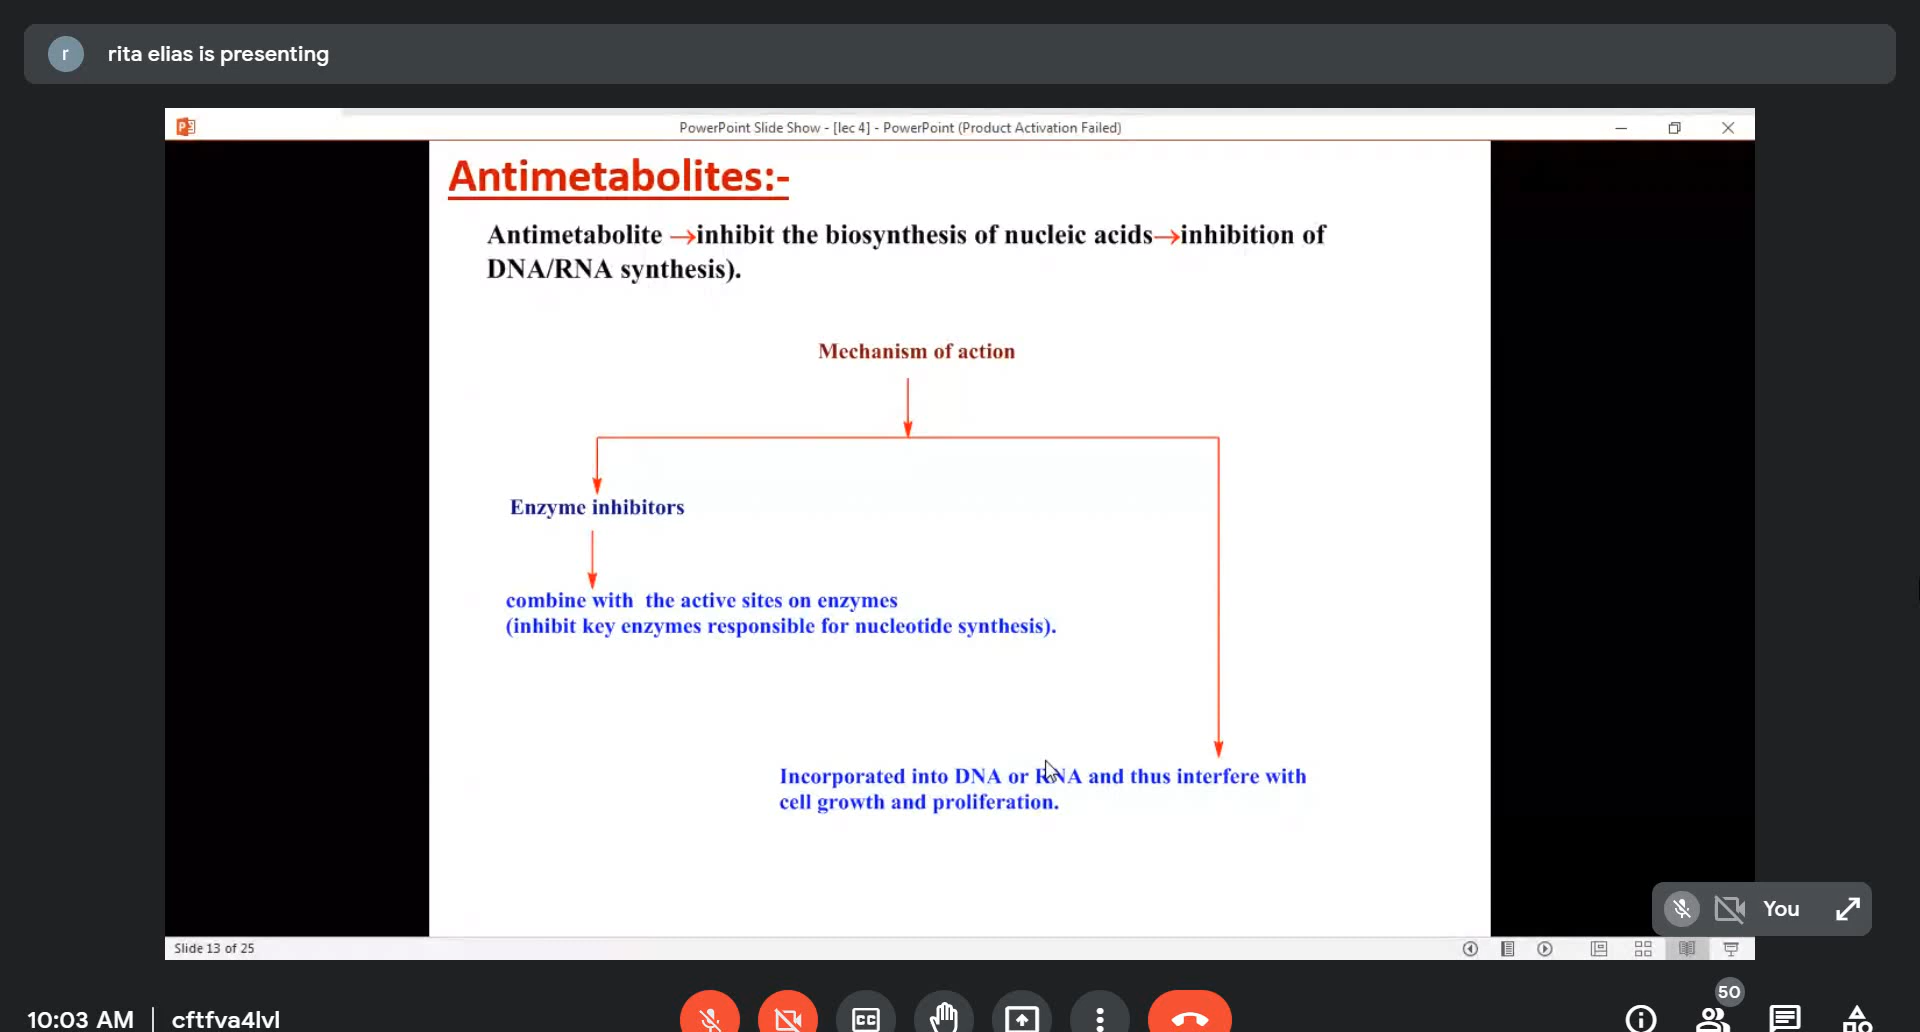 r
rita elias is presenting
PowerPoint Slide Show - [lec 4] - PowerPoint (Product Activation Failed)
Antimetabolites:-
Antimetabolite →inhibit the biosynthesis of nucleic acids→inhibition of
DNA/RNA synthesis).
Mechanism of action
Enzyme inhibitors
combine with the active sites on enzymes
(inhibit key enzymes responsible for nucleotide synthesis).
Incorporated into DNA or RNA and thus interfere with
cell growth and proliferation.
You
Slide 13 of 25
50
10:03 AM | cftfva4lvl
CC